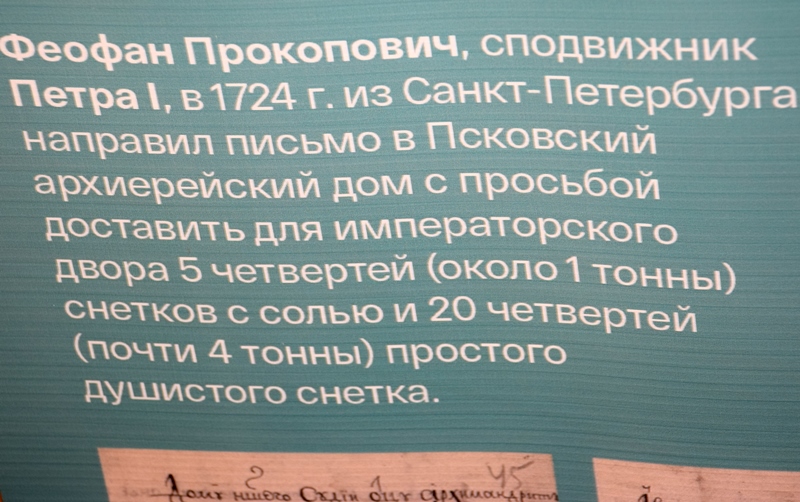 Феофан Прокопович, сподвижник
Петра I, в 1724 г. из Санкт-Петербурга
направил письмо в Псковский
архиерейский дом с просьбой
доставить для императорского
двора 5 четвертей (около 1 тонны)
снетков с солью и 20 четвертей
(почти 4 тонны) простого
душистого снетка.
45